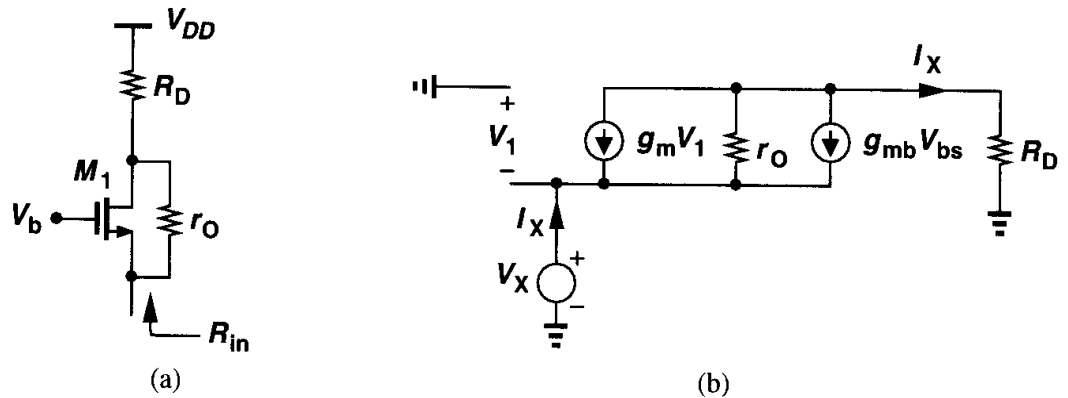 V_DD
R_D
M_1
V_b
r_O
R_in
(a)
I_X
+
V_1
−
g_m V_1
r_O
g_mb V_bs
R_D
I_X
V_X
+
−
(b)